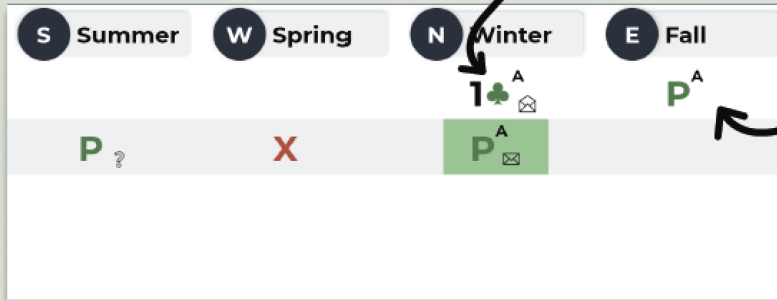 S Summer W Spring N Winter E Fall
1♣ A P A
P ? X P A